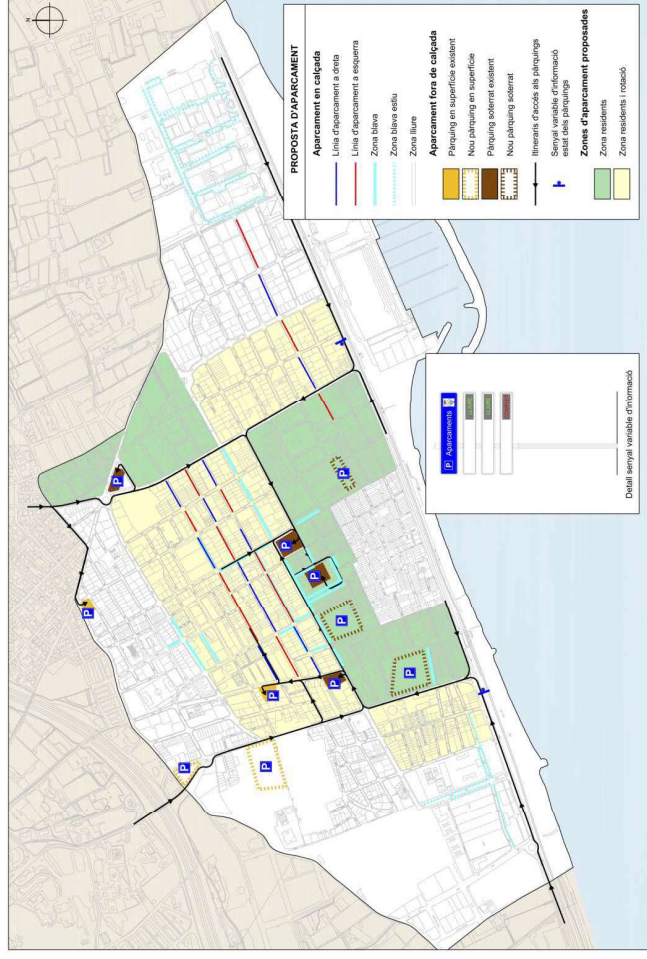 N
PROPOSTA D'APARCAMENT
Aparcament en calçada
Línia d'aparcament a dreta
Línia d'aparcament a esquerra
Zona blava
Zona blava estiu
Zona lliure
Aparcament fora de calçada
Pàrquing en superfície existent
Nou pàrquing en superfície
Pàrquing soterrat existent
Nou pàrquing soterrat
Itineraris d'accés als pàrquings
Senyal variable d'informació
estat dels pàrquings
Zones d'aparcament proposades
Zona residents
Zona residents i rotació
P Aparcaments
LLIURE
LLIURE
Detall senyal variable d'informació
P
P
P
P
P
P
P
P
P
P
P